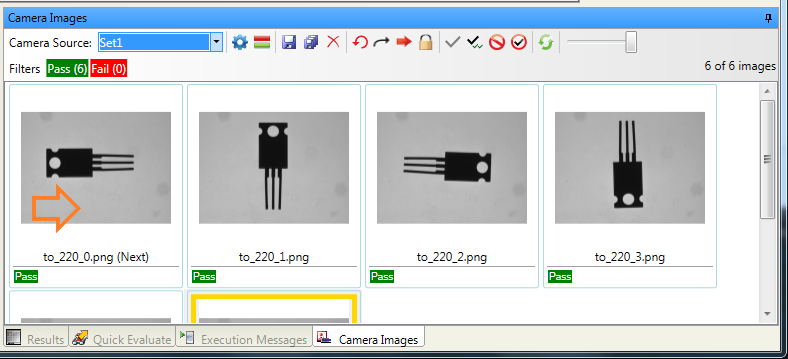 Camera Images
Camera Source: Set1
Filters Pass (6) Fail (0) 6 of 6 images
to_220_0.png (Next) to_220_1.png to_220_2.png to_220_3.png
Pass Pass Pass Pass
Results Quick Evaluate Execution Messages Camera Images